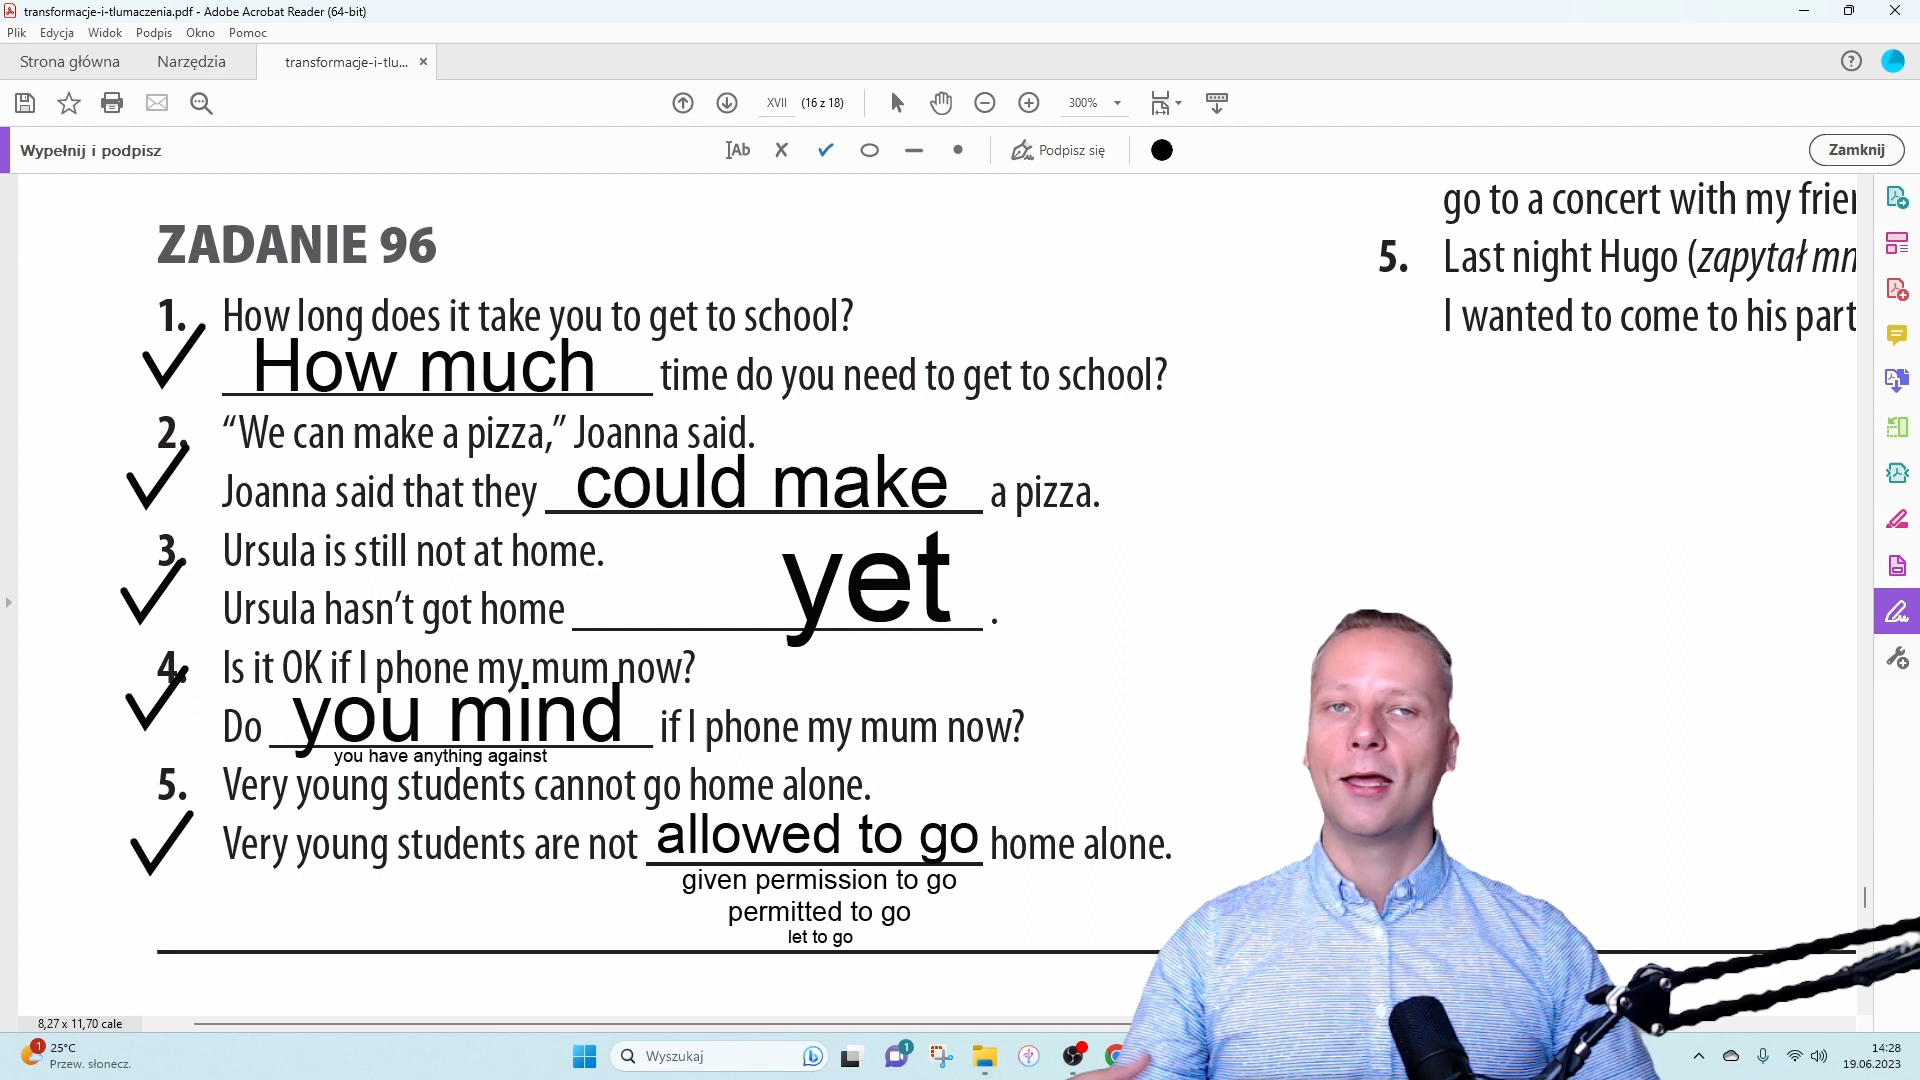 transformacje-i-tlumaczenia.pdf - Adobe Acrobat Reader (64-bit)
Plik Edycja Widok Podpis Okno Pomoc
Strona główna Narzędzia transformacje-i-tlu... ×
XVII (16 z 18) 300%
Wypełnij i podpisz Ab Podpisz się Zamknij
ZADANIE 96
1. How long does it take you to get to school?
How much time do you need to get to school?
2. “We can make a pizza,” Joanna said.
Joanna said that they could make a pizza.
3. Ursula is still not at home.
Ursula hasn’t got home yet .
4. Is it OK if I phone my mum now?
Do you mind if I phone my mum now?
you have anything against
5. Very young students cannot go home alone.
Very young students are not allowed to go home alone.
given permission to go
permitted to go
let to go
go to a concert with my frie
5. Last night Hugo (zapytał
I wanted to come to his part
8,27 x 11,70 cale
1
25°C
Przew. słonecz.
Wyszukaj
1
14:28
19.06.2023